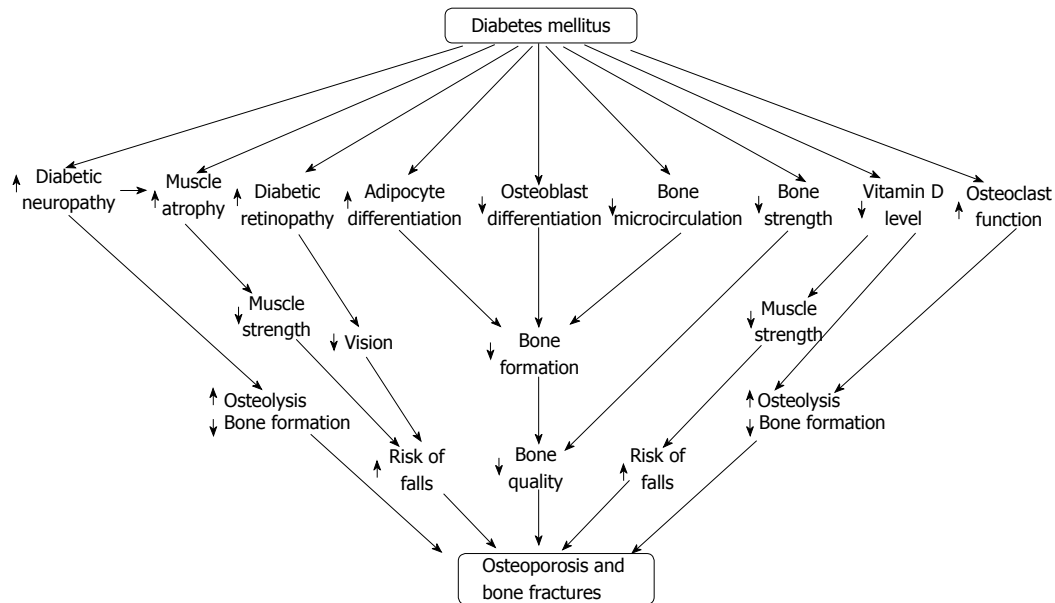 Diabetes mellitus
Diabetic
neuropathy
Muscle
atrophy
Diabetic
retinopathy
Adipocyte
differentiation
Osteoblast
differentiation
Bone
microcirculation
Bone
strength
Vitamin D
level
Osteoclast
function
Muscle
strength
Vision
Bone
formation
Muscle
strength
Osteolysis
Bone formation
Risk of
falls
Bone
quality
Risk of
falls
Osteolysis
Bone formation
Osteoporosis and
bone fractures